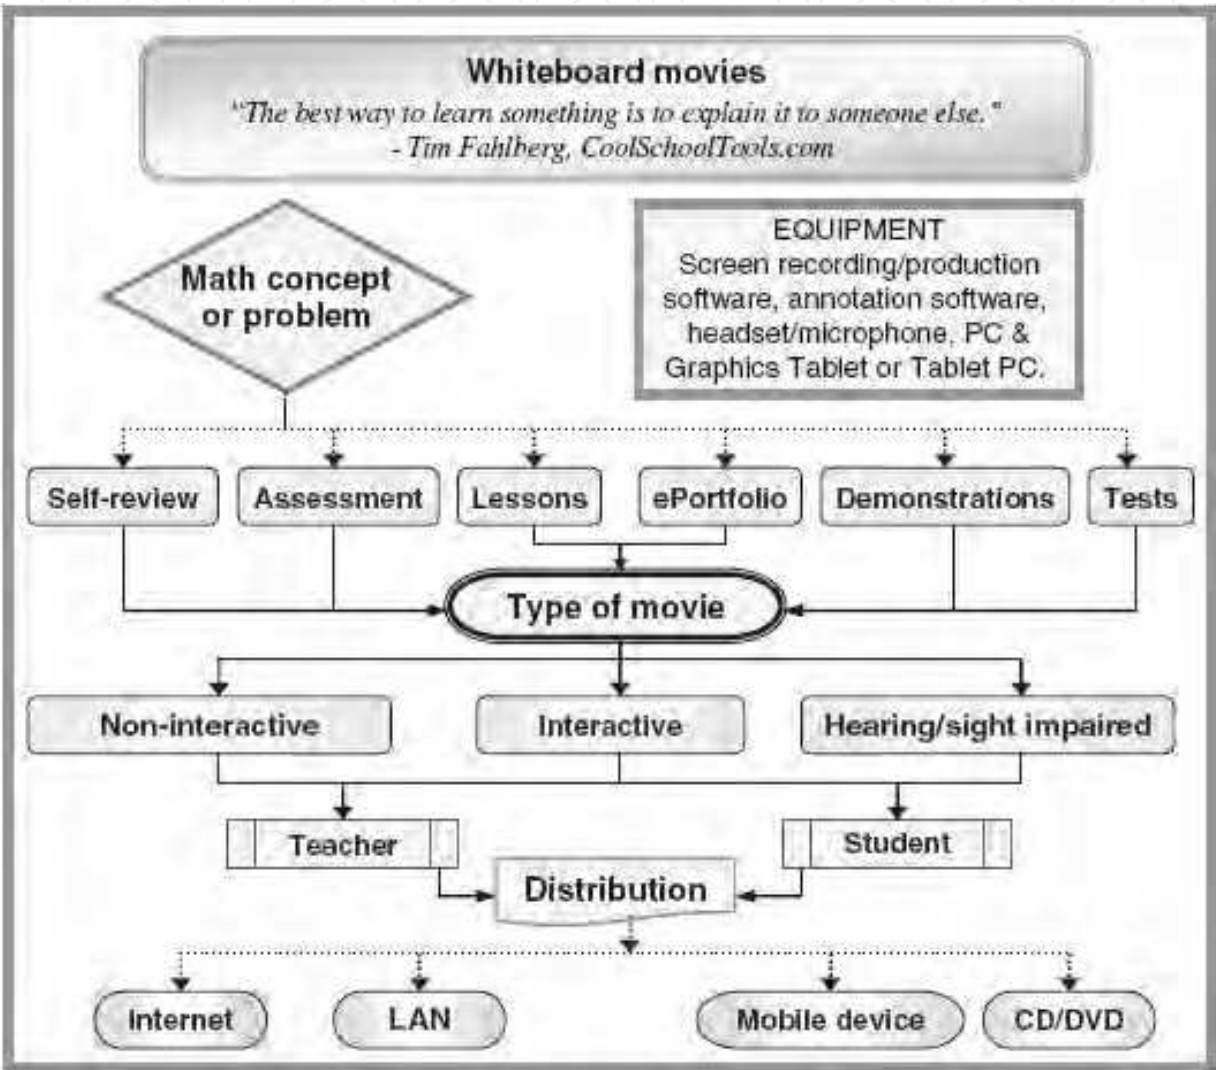 Whiteboard movies
"The best way to learn something is to explain it to someone else."
- Tim Fahlberg, CoolSchoolTools.com
Math concept
or problem
EQUIPMENT
Screen recording/production
software, annotation software,
headset/microphone, PC &
Graphics Tablet or Tablet PC.
Self-review
Assessment
Lessons
ePortfolio
Demonstrations
Tests
Type of movie
Non-interactive
Interactive
Hearing/sight impaired
Teacher
Student
Distribution
Internet
LAN
Mobile device
CD/DVD